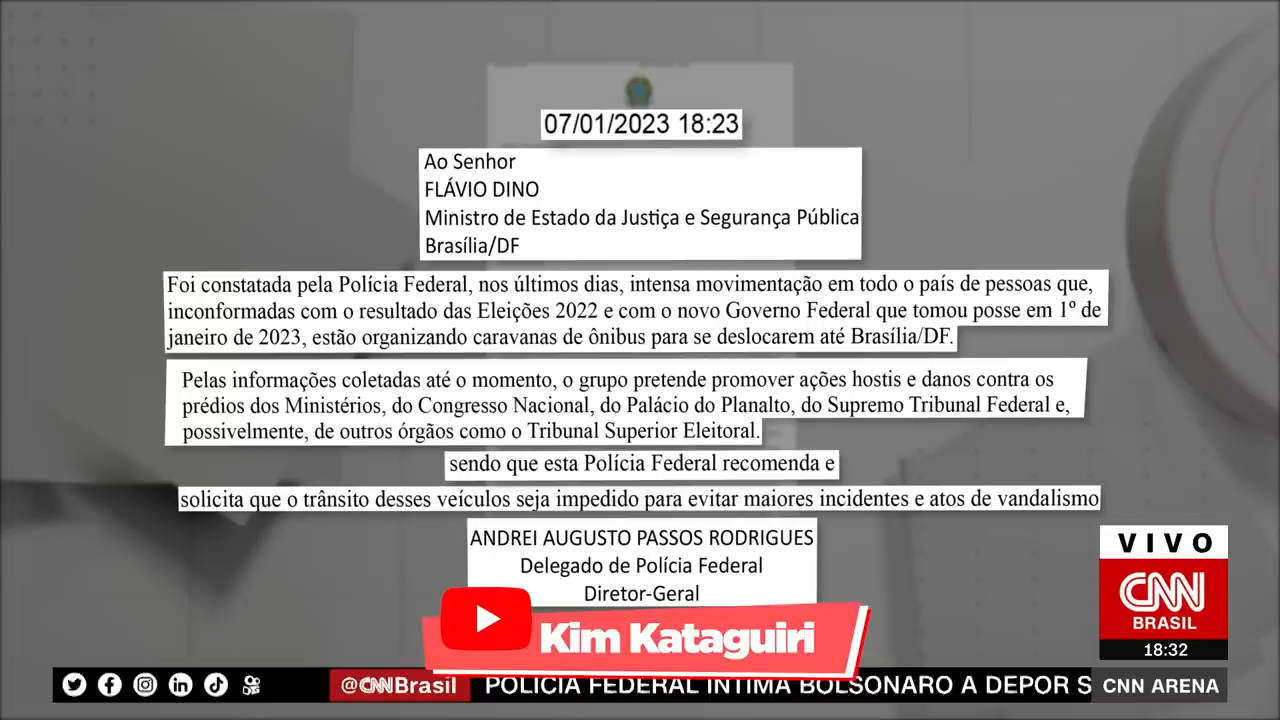 07/01/2023 18:23
Ao Senhor
FLÁVIO DINO
Ministro de Estado da Justiça e Segurança Pública
Brasília/DF
Foi constatada pela Polícia Federal, nos últimos dias, intensa movimentação em todo o país de pessoas que,
inconformadas com o resultado das Eleições 2022 e com o novo Governo Federal que tomou posse em 1º de
janeiro de 2023, estão organizando caravanas de ônibus para se deslocarem até Brasília/DF.
Pelas informações coletadas até o momento, o grupo pretende promover ações hostis e danos contra os
prédios dos Ministérios, do Congresso Nacional, do Palácio do Planalto, do Supremo Tribunal Federal e,
possivelmente, de outros órgãos como o Tribunal Superior Eleitoral.
sendo que esta Polícia Federal recomenda e
solicita que o trânsito desses veículos seja impedido para evitar maiores incidentes e atos de vandalismo
ANDREI AUGUSTO PASSOS RODRIGUES
Delegado de Polícia Federal
Diretor-Geral
Kim Kataguiri
VIVO
CNN
BRASIL
18:32
@CNNBrasil
POLÍCIA FEDERAL INTIMA BOLSONARO A DEPOR S
CNN ARENA